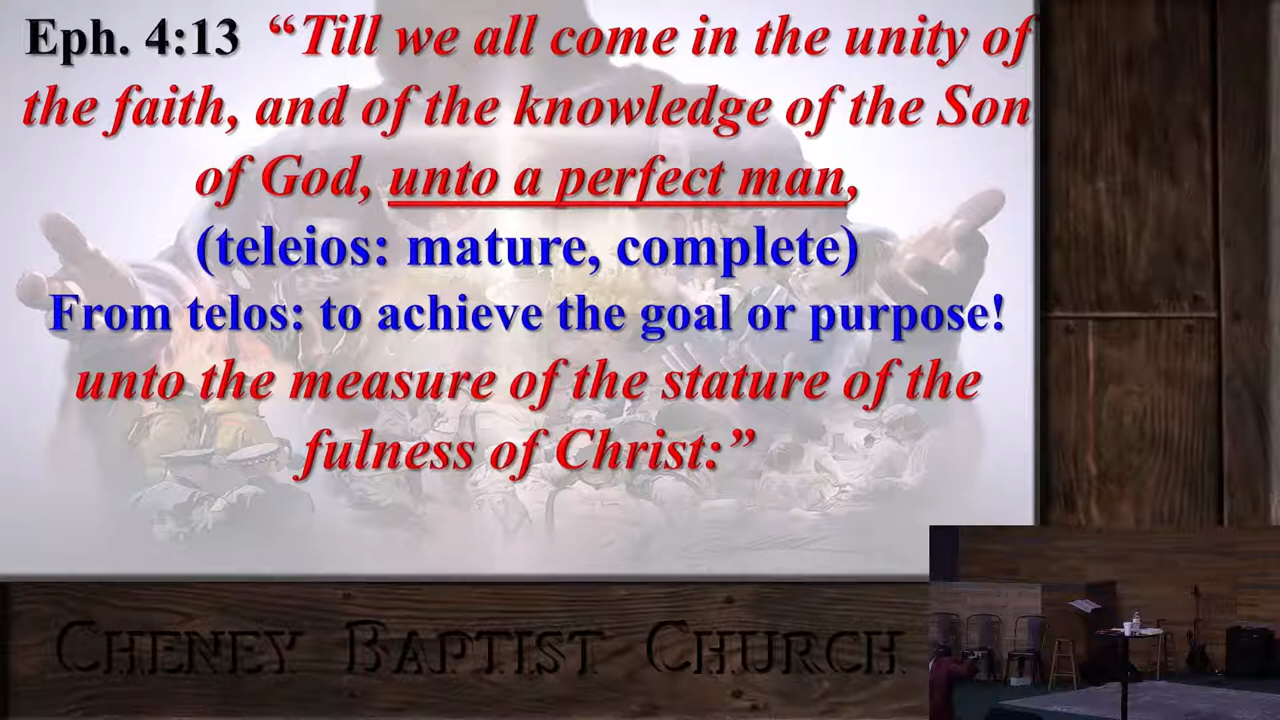 Eph. 4:13 “Till we all come in the unity of
the faith, and of the knowledge of the Son
of God, unto a perfect man,
(teleios: mature, complete)
From telos: to achieve the goal or purpose!
unto the measure of the stature of the
fulness of Christ:”
CHENEY BAPTIST CHURCH